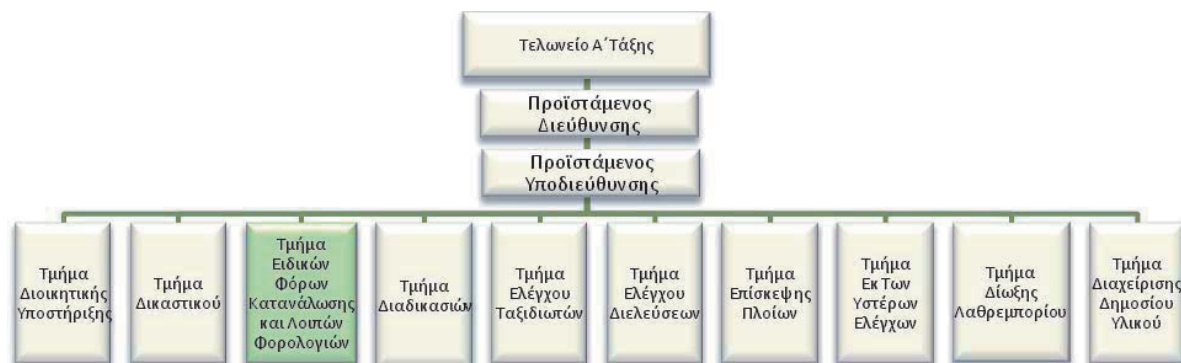 Τελωνείο Α΄Τάξης
Προϊστάμενος
Διεύθυνσης
Προϊστάμενος
Υποδιεύθυνσης
Τμήμα
Διοικητικής
Υποστήριξης
Τμήμα
Δικαστικού
Τμήμα
Ειδικών
Φόρων
Κατανάλωσης
και Λοιπών
Φορολογιών
Τμήμα
Διαδικασιών
Τμήμα
Ελέγχου
Ταξιδιωτών
Τμήμα
Ελέγχου
Διελεύσεων
Τμήμα
Επίσκεψης
Πλοίων
Τμήμα
Εκ Των
Υστέρων
Ελέγχων
Τμήμα
Δίωξης
Λαθρεμπορίου
Τμήμα
Διαχείρισης
Δημοσίου
Υλικού